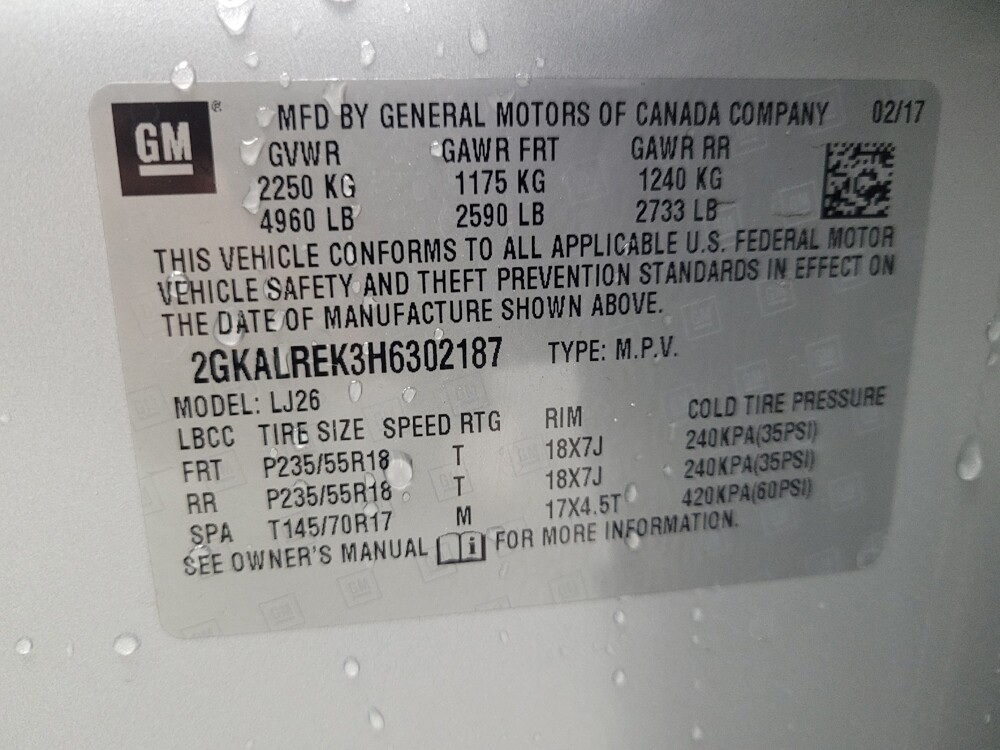 GM® MFD BY GENERAL MOTORS OF CANADA COMPANY 02/17
GVWR GAWR FRT GAWR RR
2250 KG 1175 KG 1240 KG
4960 LB 2590 LB 2733 LB
THIS VEHICLE CONFORMS TO ALL APPLICABLE U.S. FEDERAL MOTOR
VEHICLE SAFETY AND THEFT PREVENTION STANDARDS IN EFFECT ON
THE DATE OF MANUFACTURE SHOWN ABOVE.
2GKALREK3H6302187 TYPE: M.P.V.
MODEL: LJ26
LBCC TIRE SIZE SPEED RTG RIM COLD TIRE PRESSURE
FRT P235/55R18 T 18X7J 240KPA(35PSI)
RR P235/55R18 T 18X7J 240KPA(35PSI)
SPA T145/70R17 M 17X4.5T 420KPA(60PSI)
SEE OWNER'S MANUAL i FOR MORE INFORMATION.